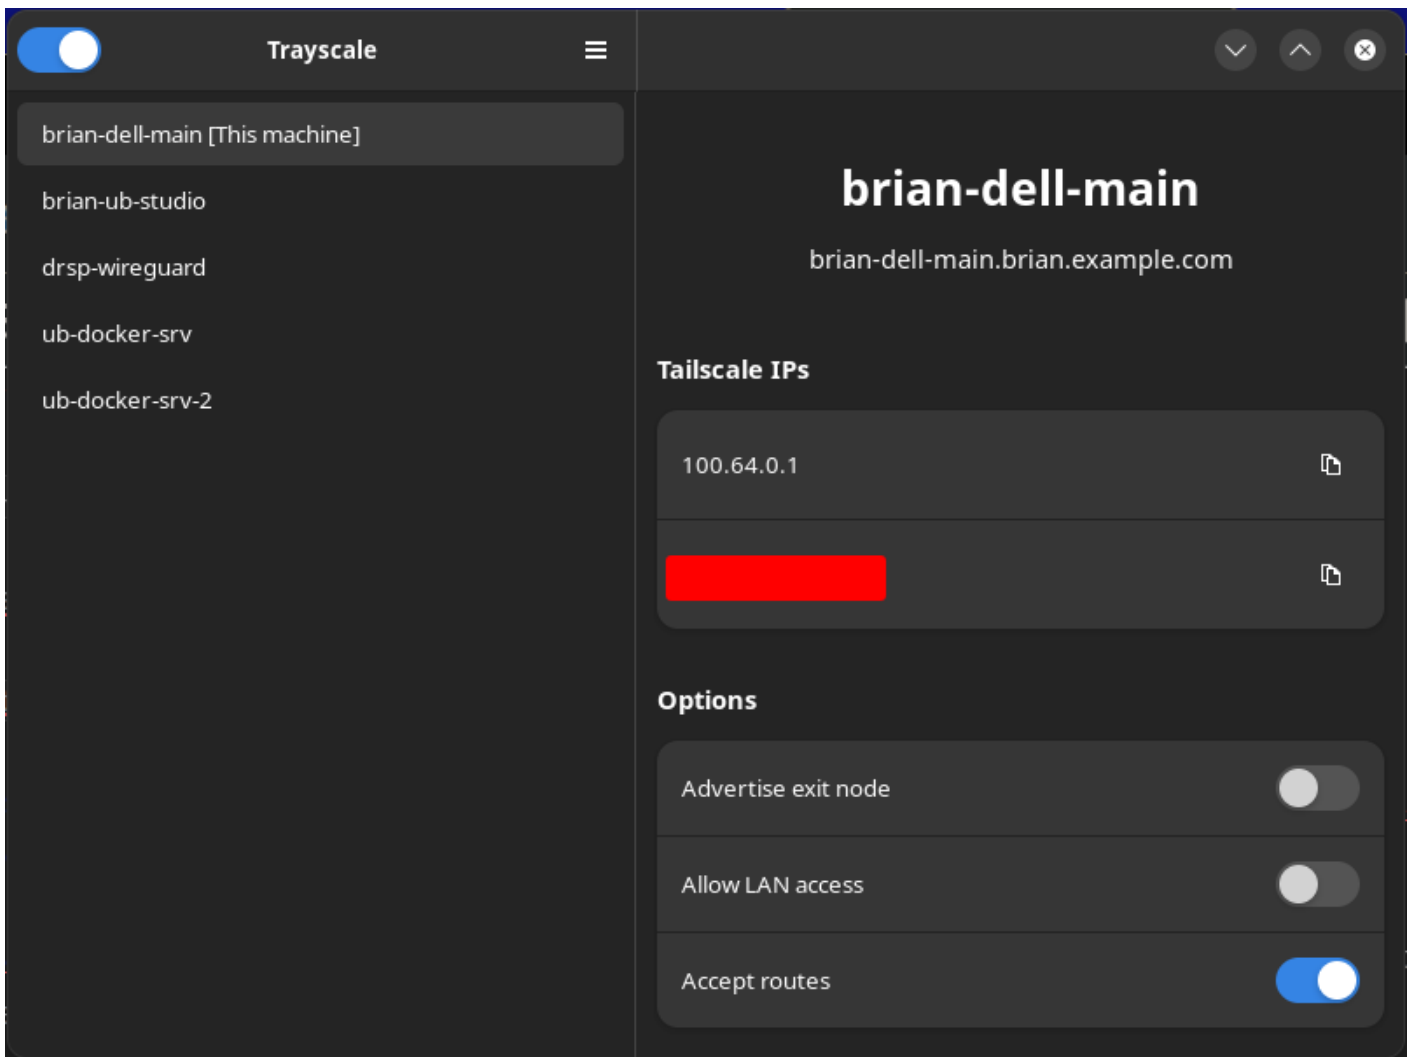 Trayscale
brian-dell-main [This machine]
brian-ub-studio
drsp-wireguard
ub-docker-srv
ub-docker-srv-2
brian-dell-main
brian-dell-main.brian.example.com
Tailscale IPs
100.64.0.1
Options
Advertise exit node
Allow LAN access
Accept routes